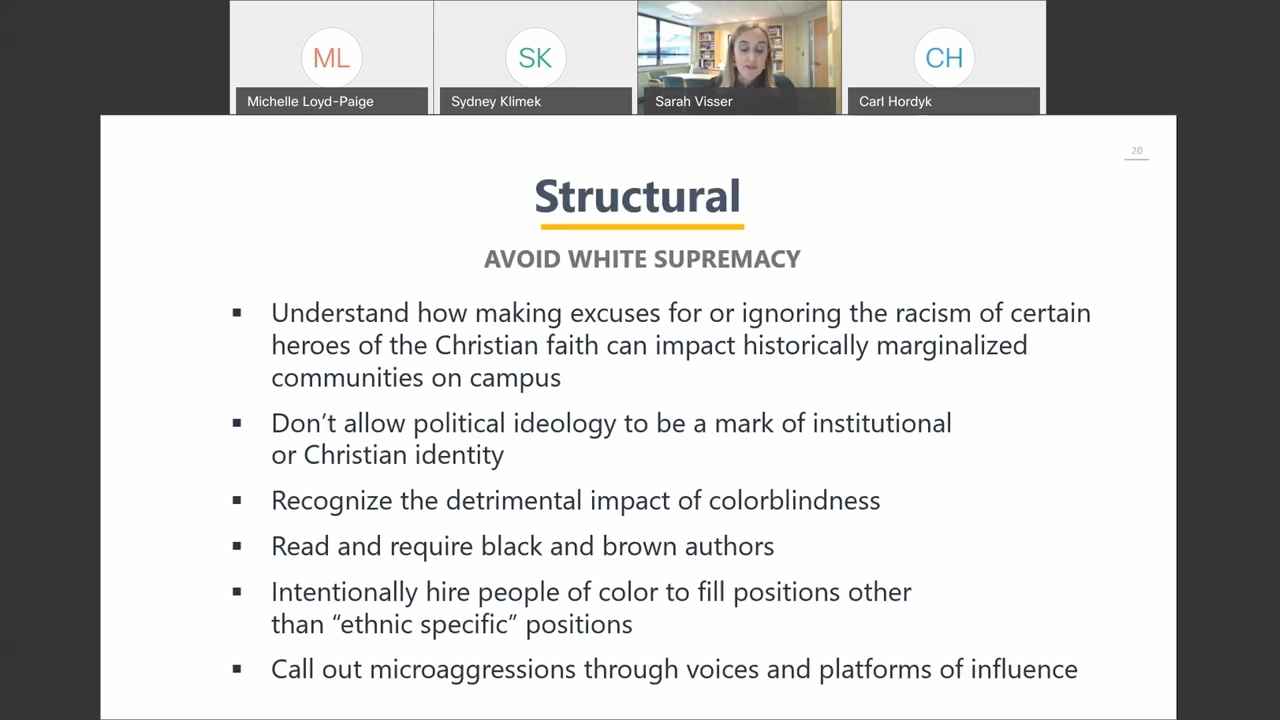 ML
SK
CH
Michelle Loyd-Paige
Sydney Klimek
Sarah Visser
Carl Hordyk
20
Structural
AVOID WHITE SUPREMACY
▪ Understand how making excuses for or ignoring the racism of certain
heroes of the Christian faith can impact historically marginalized
communities on campus
▪ Don’t allow political ideology to be a mark of institutional
or Christian identity
▪ Recognize the detrimental impact of colorblindness
▪ Read and require black and brown authors
▪ Intentionally hire people of color to fill positions other
than “ethnic specific” positions
▪ Call out microaggressions through voices and platforms of influence